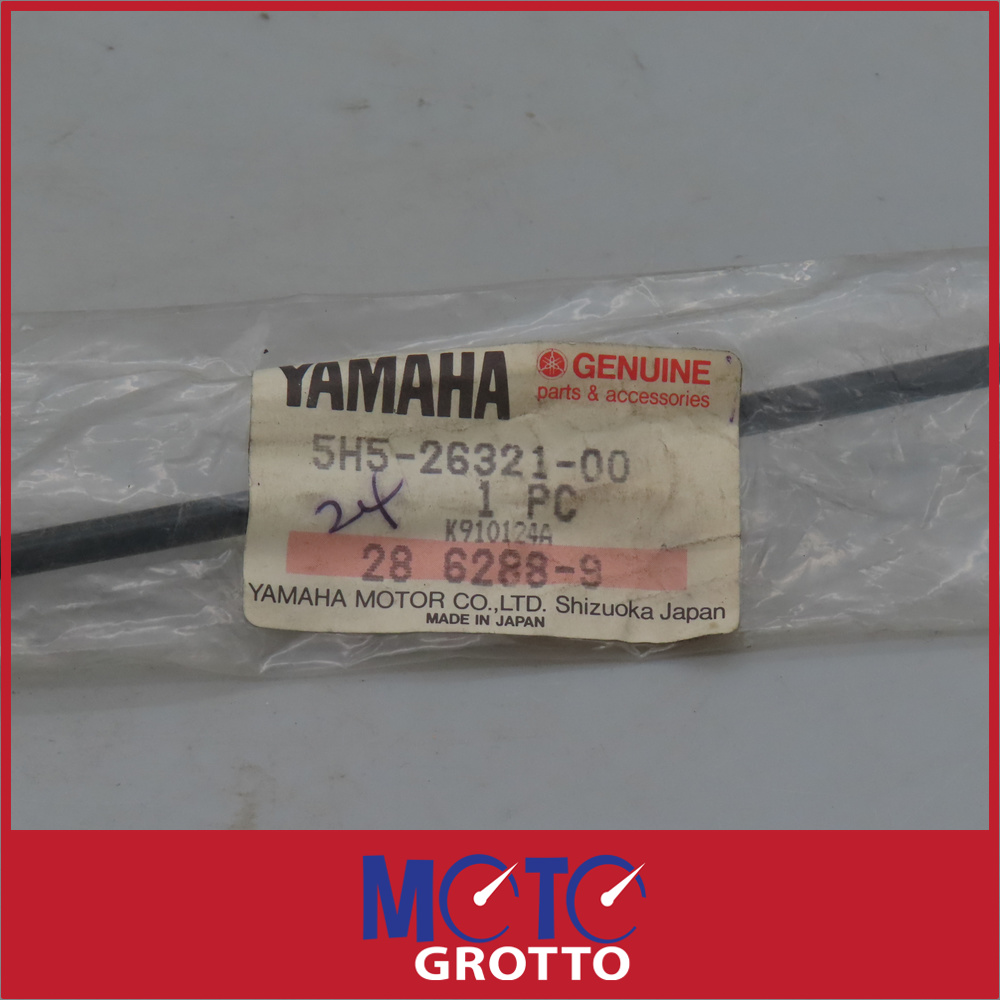 YAMAHA GENUINE
parts & accessories
5H5-26321-00
24 1 PC
K910124A
28 6288-9
YAMAHA MOTOR CO.,LTD. Shizuoka Japan
MADE IN JAPAN
MOTO
GROTTO